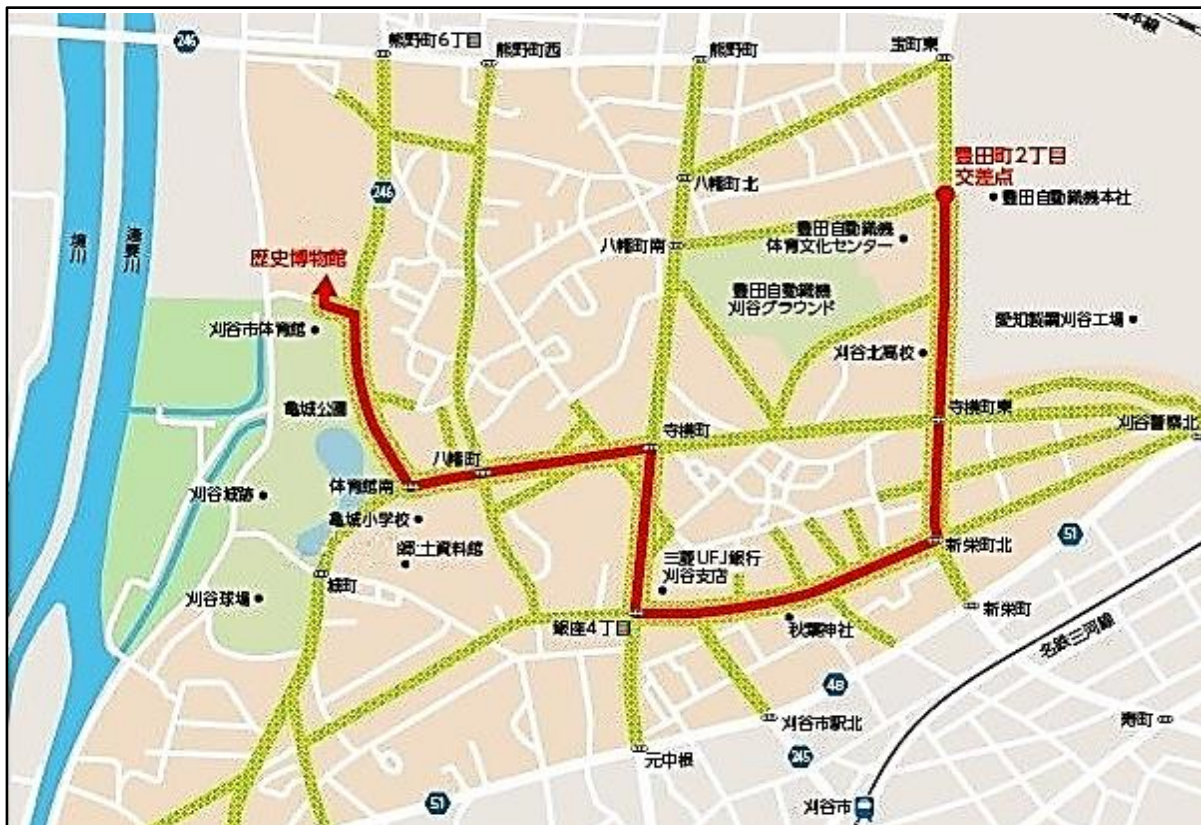 246
熊野町6丁目
熊野町西
熊野町
宝町東
豊田町2丁目
交差点
豊田自動織機本社
八幡町北
246
豊田自動織機
体育文化センター
八幡町南
境川
逢妻川
歴史博物館
豊田自動織機
刈谷グラウンド
愛知製鋼刈谷工場
刈谷市体育館
刈谷北高校
亀城公園
寺横町
寺横町東
刈谷警察北
八幡町
体育館南
刈谷城跡
亀城小学校
郷土資料館
三菱UFJ銀行
刈谷支店
新栄町北
51
城町
刈谷球場
銀座4丁目
秋葉神社
新栄町
名鉄三河線
48
刈谷市駅北
寿町
元中根
245
51
刈谷市